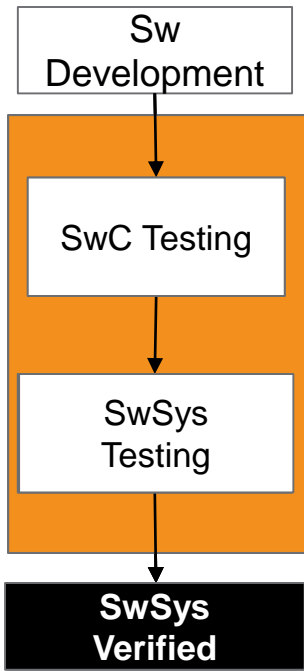 Sw
Development
SwC Testing
SwSys
Testing
SwSys
Verified